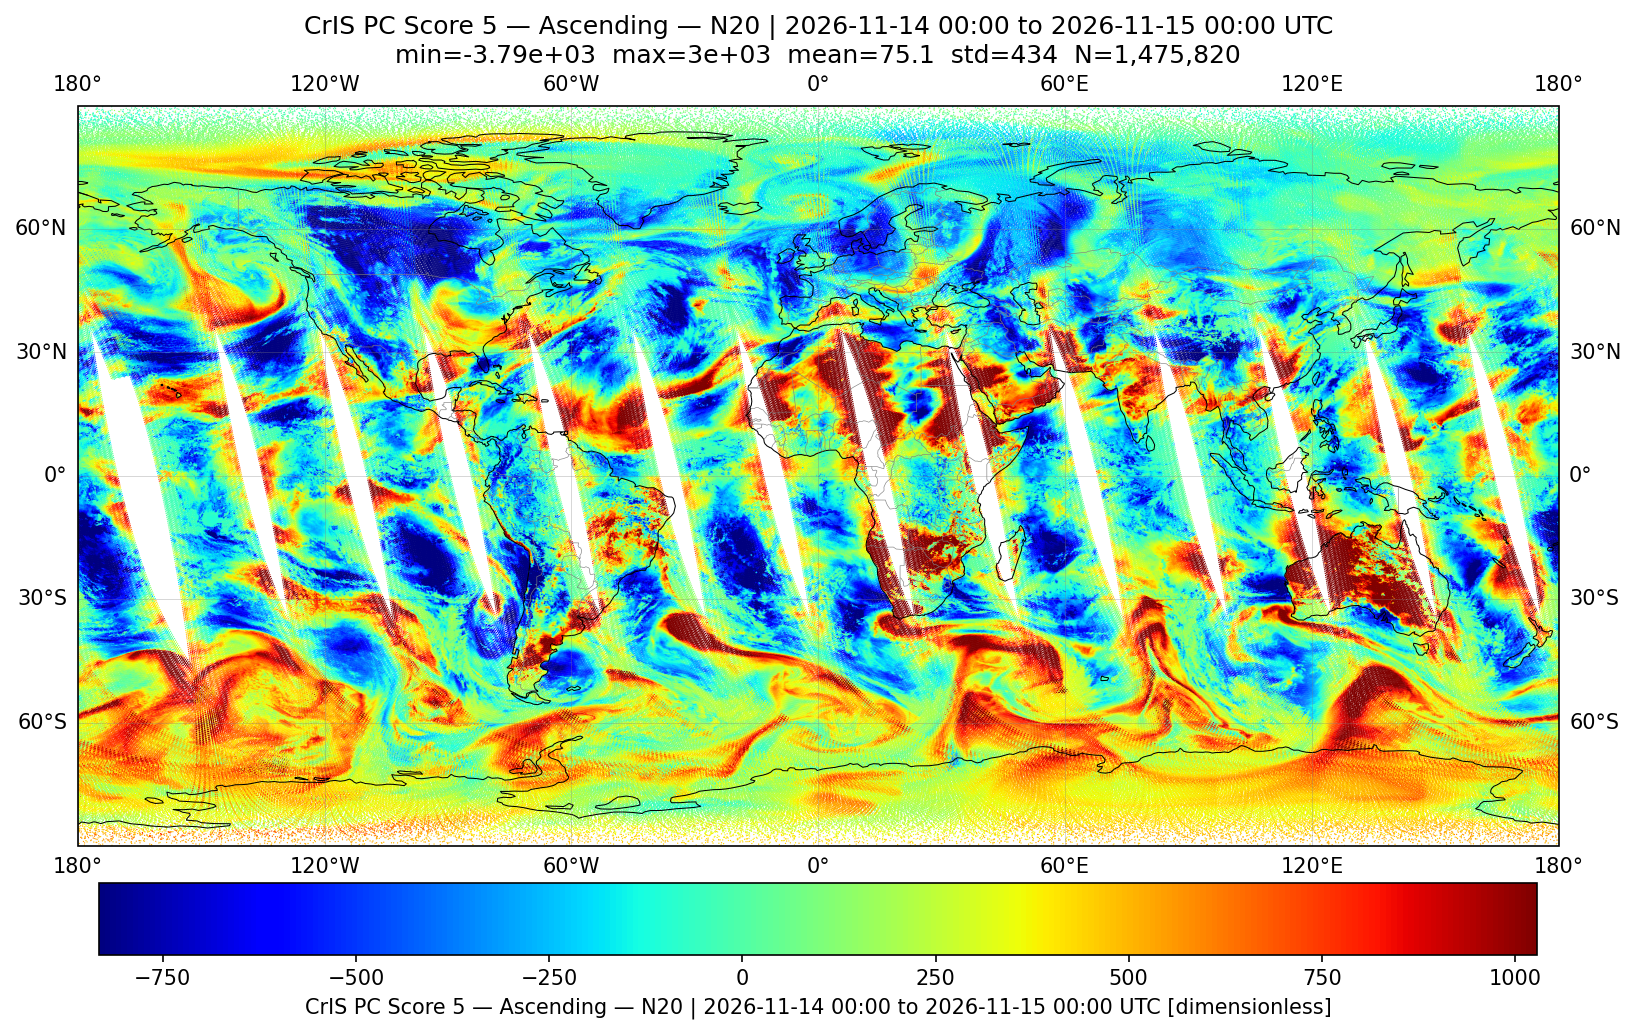 CrIS PC Score 5 — Ascending — N20 | 2026-11-14 00:00 to 2026-11-15 00:00 UTC
min=-3.79e+03 max=3e+03 mean=75.1 std=434 N=1,475,820
180° 120°W 60°W 0° 60°E 120°E 180°
60°N 60°N
30°N 30°N
0° 0°
30°S 30°S
60°S 60°S
180° 120°W 60°W 0° 60°E 120°E 180°
−750 −500 −250 0 250 500 750 1000
CrIS PC Score 5 — Ascending — N20 | 2026-11-14 00:00 to 2026-11-15 00:00 UTC [dimensionless]